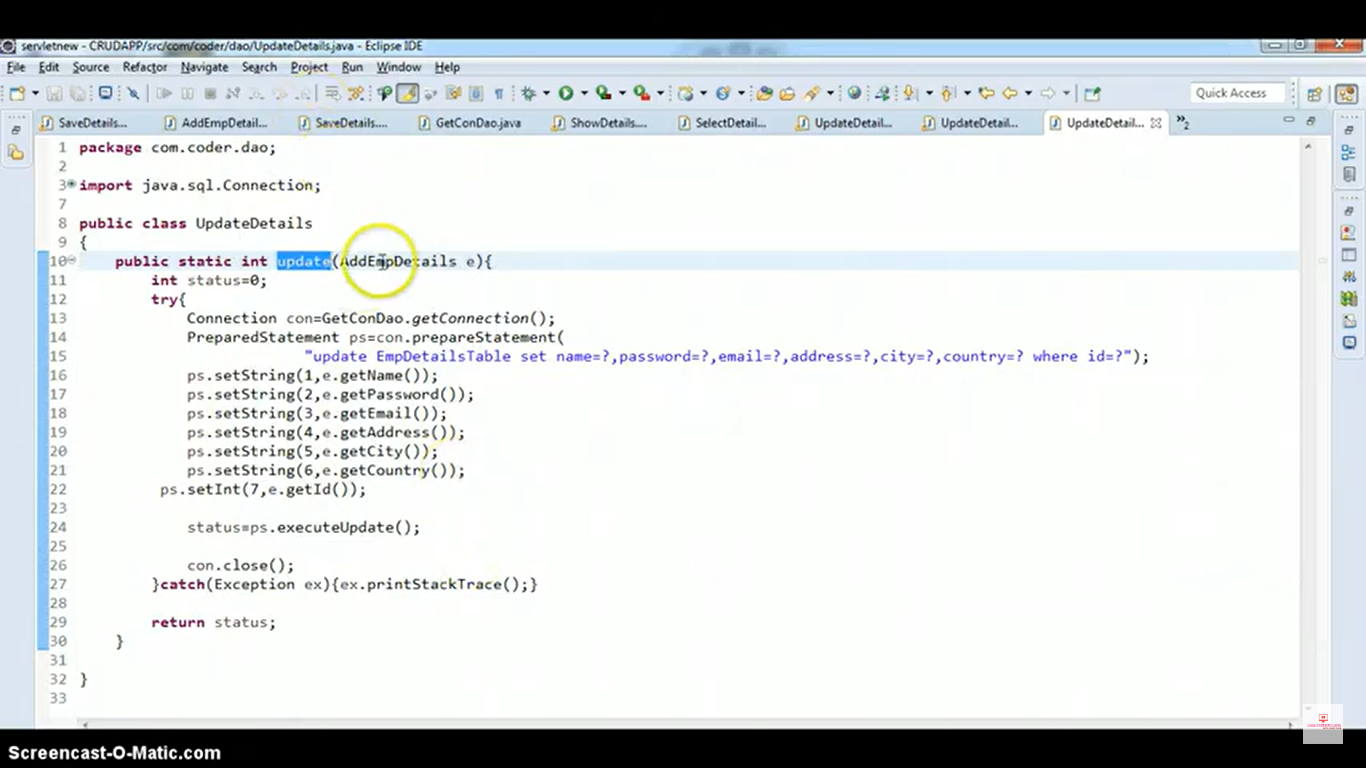 servletnew - CRUDAPP/src/com/coder/dao/UpdateDetails.java - Eclipse IDE
File Edit Source Refactor Navigate Search Project Run Window Help
Quick Access
SaveDetails... AddEmpDetail... SaveDetails.... GetConDao.java ShowDetails.... SelectDetail... UpdateDetail... UpdateDetail... UpdateDetail... »2
1 package com.coder.dao;
2
3 import java.sql.Connection;
7
8 public class UpdateDetails
9 {
10 public static int update(AddEmpDetails e){
11 int status=0;
12 try{
13 Connection con=GetConDao.getConnection();
14 PreparedStatement ps=con.prepareStatement(
15 "update EmpDetailsTable set name=?,password=?,email=?,address=?,city=?,country=? where id=?");
16 ps.setString(1,e.getName());
17 ps.setString(2,e.getPassword());
18 ps.setString(3,e.getEmail());
19 ps.setString(4,e.getAddress());
20 ps.setString(5,e.getCity());
21 ps.setString(6,e.getCountry());
22 ps.setInt(7,e.getId());
23
24 status=ps.executeUpdate();
25
26 con.close();
27 }catch(Exception ex){ex.printStackTrace();}
28
29 return status;
30 }
31
32 }
33
Screencast-O-Matic.com